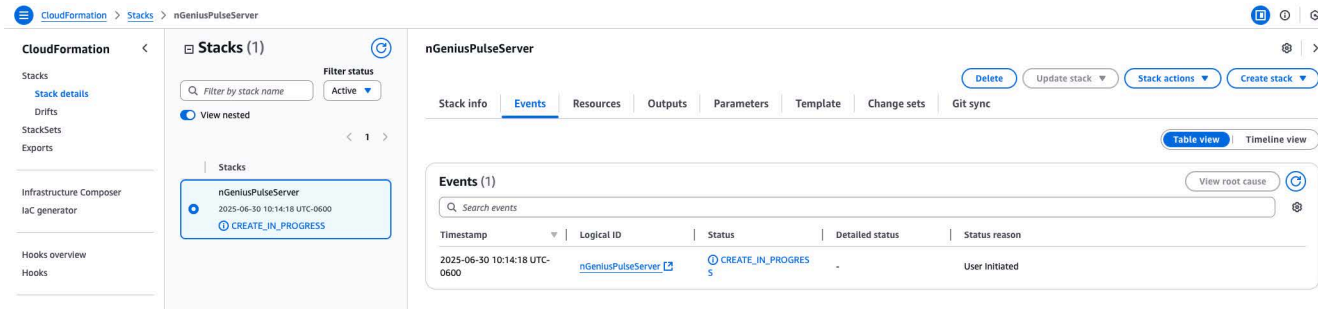 CloudFormation > Stacks > nGeniusPulseServer
CloudFormation
Stacks
Stack details
Drifts
StackSets
Exports
Infrastructure Composer
IaC generator
Hooks overview
Hooks
Stacks (1)
Filter status
Filter by stack name
Active
View nested
< 1 >
Stacks
nGeniusPulseServer
2025-06-30 10:14:18 UTC-0600
CREATE_IN_PROGRESS
nGeniusPulseServer
Delete
Update stack
Stack actions
Create stack
Stack info
Events
Resources
Outputs
Parameters
Template
Change sets
Git sync
Table view
Timeline view
Events (1)
View root cause
Search events
Timestamp
Logical ID
Status
Detailed status
Status reason
2025-06-30 10:14:18 UTC-
0600
nGeniusPulseServer
CREATE_IN_PROGRES
S
-
User Initiated